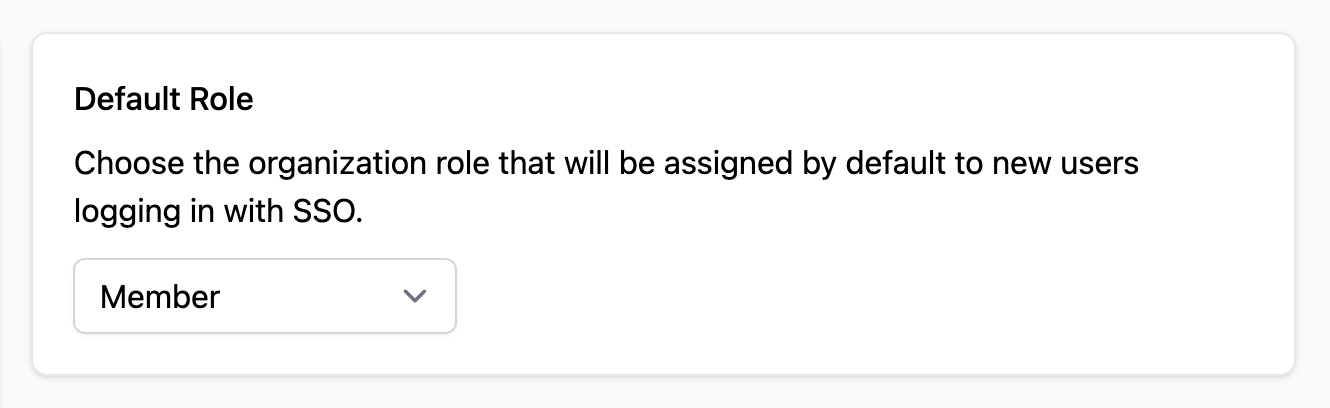 Default Role
Choose the organization role that will be assigned by default to new users
logging in with SSO.
Member